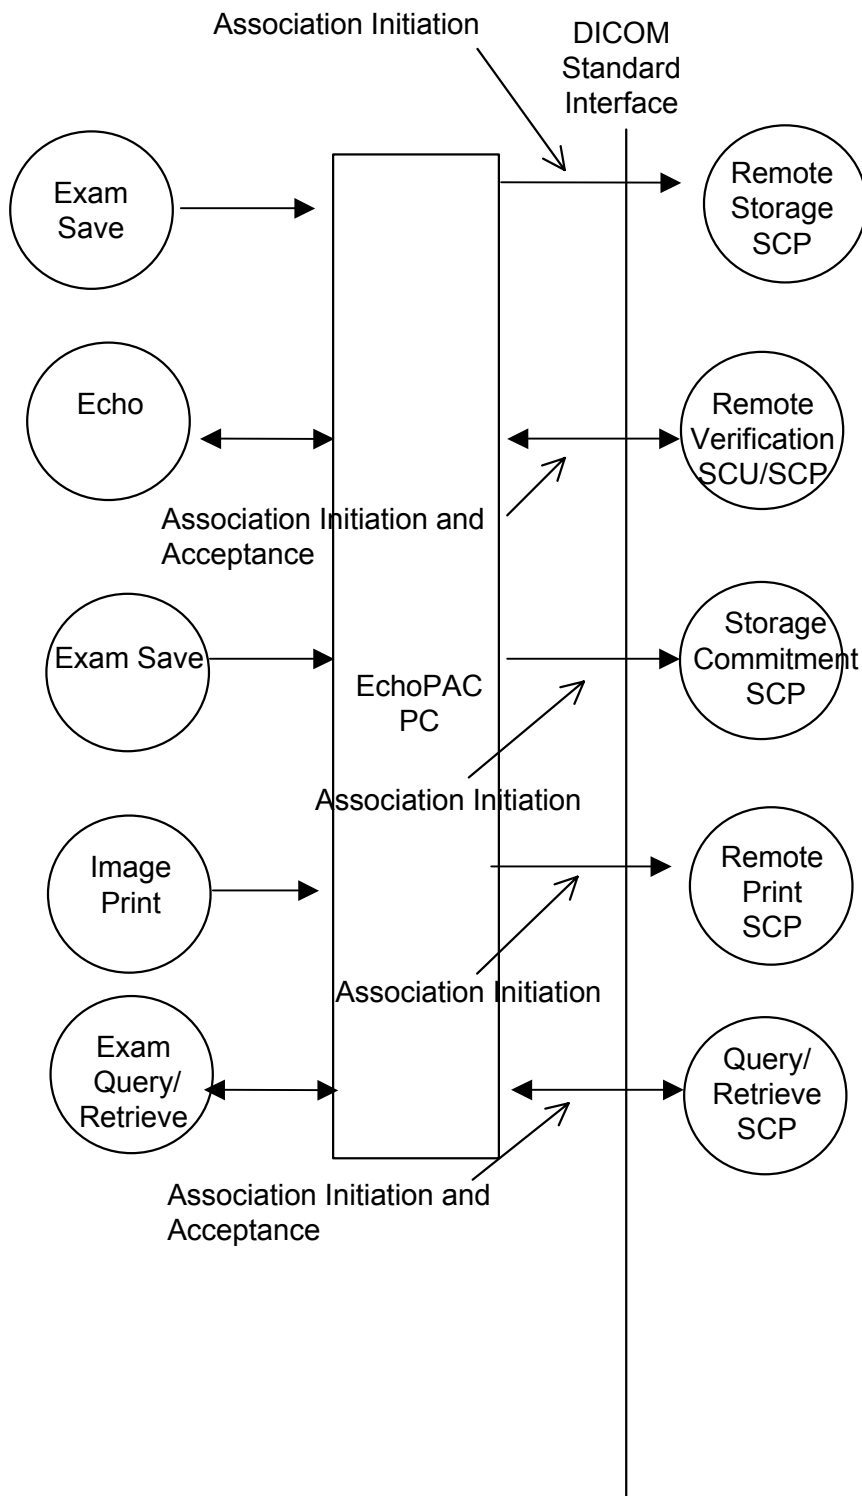 Association Initiation
DICOM
Standard
Interface
Exam
Save
Remote
Storage
SCP
Echo
Remote
Verification
SCU/SCP
Association Initiation and
Acceptance
Exam Save
EchoPAC
PC
Storage
Commitment
SCP
Association Initiation
Image
Print
Remote
Print
SCP
Association Initiation
Exam
Query/
Retrieve
Query/
Retrieve
SCP
Association Initiation and
Acceptance